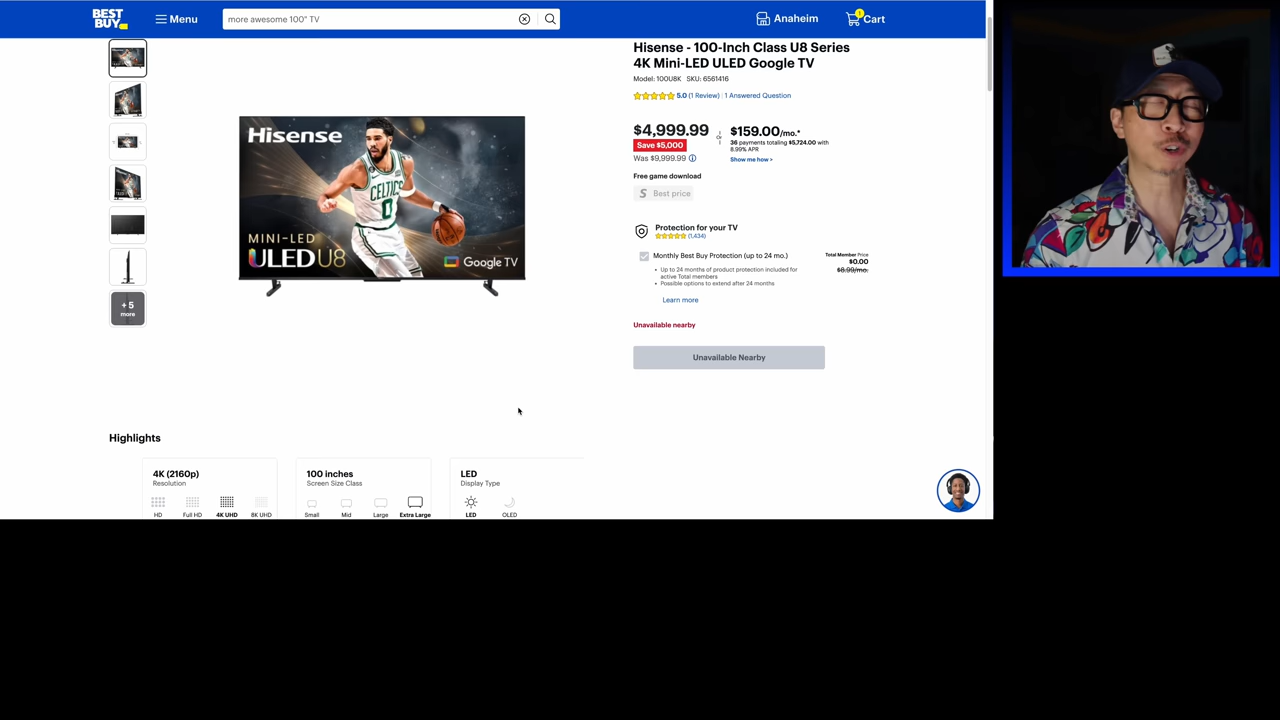 BEST BUY
Menu
more awesome 100" TV
Anaheim
1
Cart
Hisense - 100-Inch Class U8 Series
4K Mini-LED ULED Google TV
Model: 100U8K SKU: 6561416
5.0 (1 Review) | 1 Answered Question
$4,999.99
Save $5,000
Was $9,999.99
Or
$159.00/mo.*
36 payments totaling $5,724.00 with
8.99% APR
Show me how >
Free game download
Best price
Protection for your TV
(1,434)
Monthly Best Buy Protection (up to 24 mo.)
Total Member Price
$0.00
$8.99/mo.
• Up to 24 months of product protection included for
active Total members
• Possible options to extend after 24 months
Learn more
Unavailable nearby
Unavailable Nearby
+ 5
more
Hisense
CELTICS
0
MINI-LED
ULED U8
Google TV
Highlights
4K (2160p)
Resolution
HD
Full HD
4K UHD
8K UHD
100 inches
Screen Size Class
Small
Mid
Large
Extra Large
LED
Display Type
LED
OLED